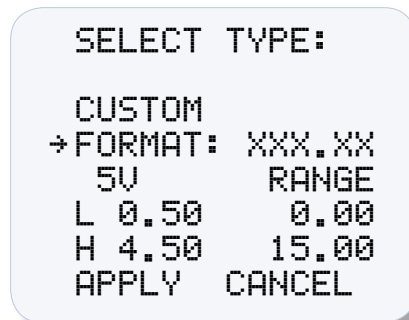 SELECT TYPE:
CUSTOM
→FORMAT: XXX.XX
5V RANGE
L 0.50 0.00
H 4.50 15.00
APPLY CANCEL